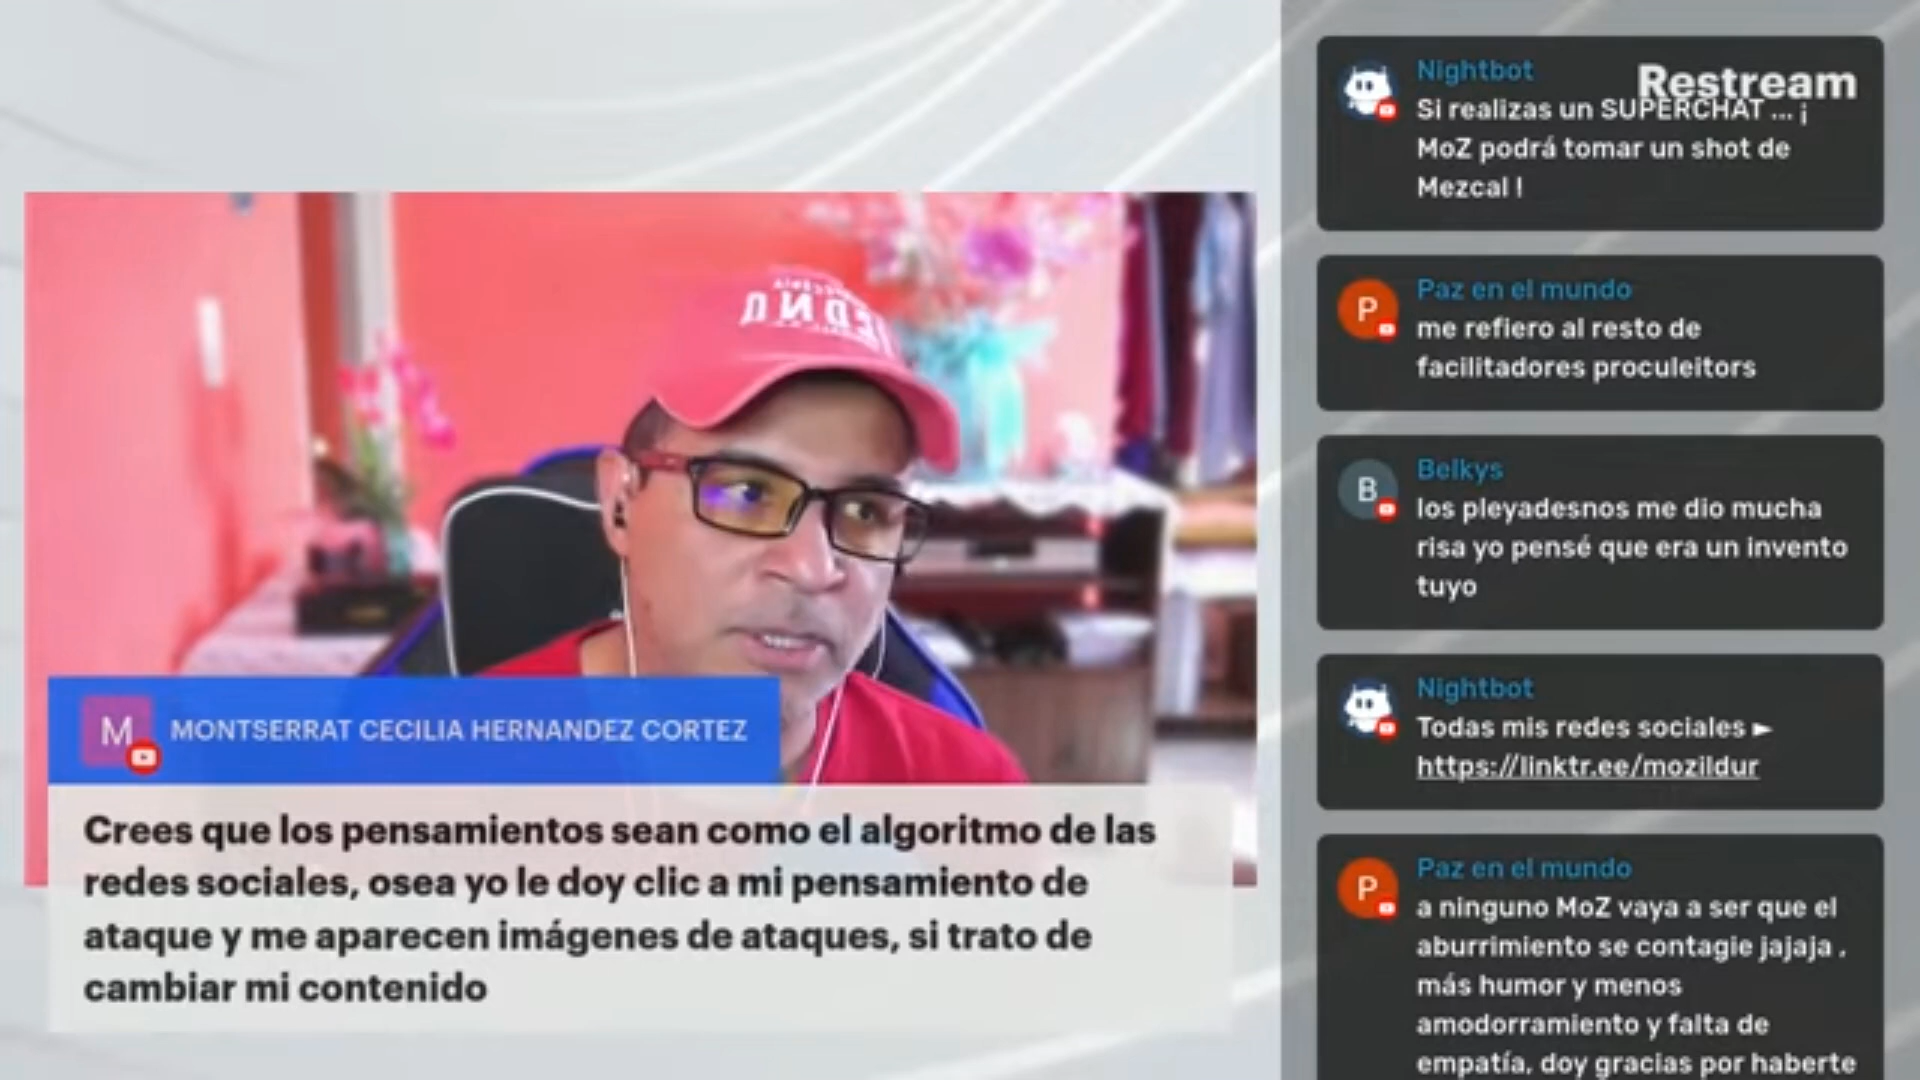 MONTSERRAT CECILIA HERNANDEZ CORTEZ
Crees que los pensamientos sean como el algoritmo de las
redes sociales, osea yo le doy clic a mi pensamiento de
ataque y me aparecen imágenes de ataques, si trato de
cambiar mi contenido
M
Restream
Nightbot
Si realizas un SUPERCHAT ... ¡
MoZ podrá tomar un shot de
Mezcal !
P
Paz en el mundo
me refiero al resto de
facilitadores proculeitors
B
Belkys
los pleyadesnos me dio mucha
risa yo pensé que era un invento
tuyo
Nightbot
Todas mis redes sociales ►
https://linktr.ee/mozildur
P
Paz en el mundo
a ninguno MoZ vaya a ser que el
aburrimiento se contagie jajaja ,
más humor y menos
amodorramiento y falta de
empatía, doy gracias por haberte